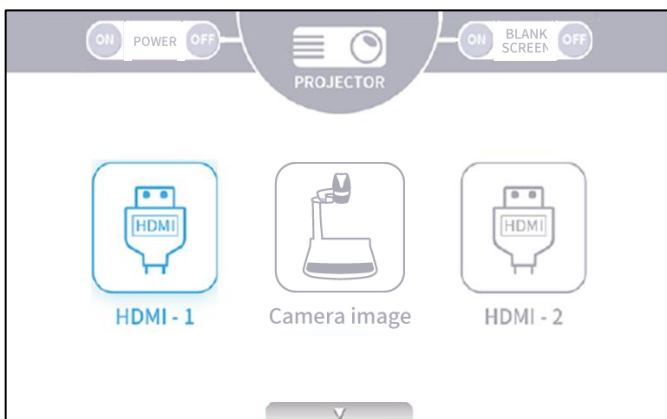 ON POWER OFF
ON BLANK SCREEN OFF
PROJECTOR
HDMI
HDMI
HDMI - 1
Camera image
HDMI - 2